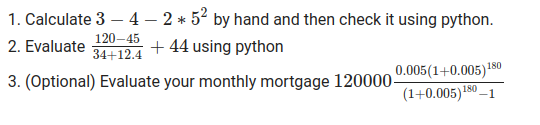 1. Calculate 3 − 4 − 2 ∗ 5² by hand and then check it using python.
2. Evaluate \frac{120−45}{34+12.4} + 44 using python
3. (Optional) Evaluate your monthly mortgage 120000\frac{0.005(1+0.005)^{180}}{(1+0.005)^{180}−1}